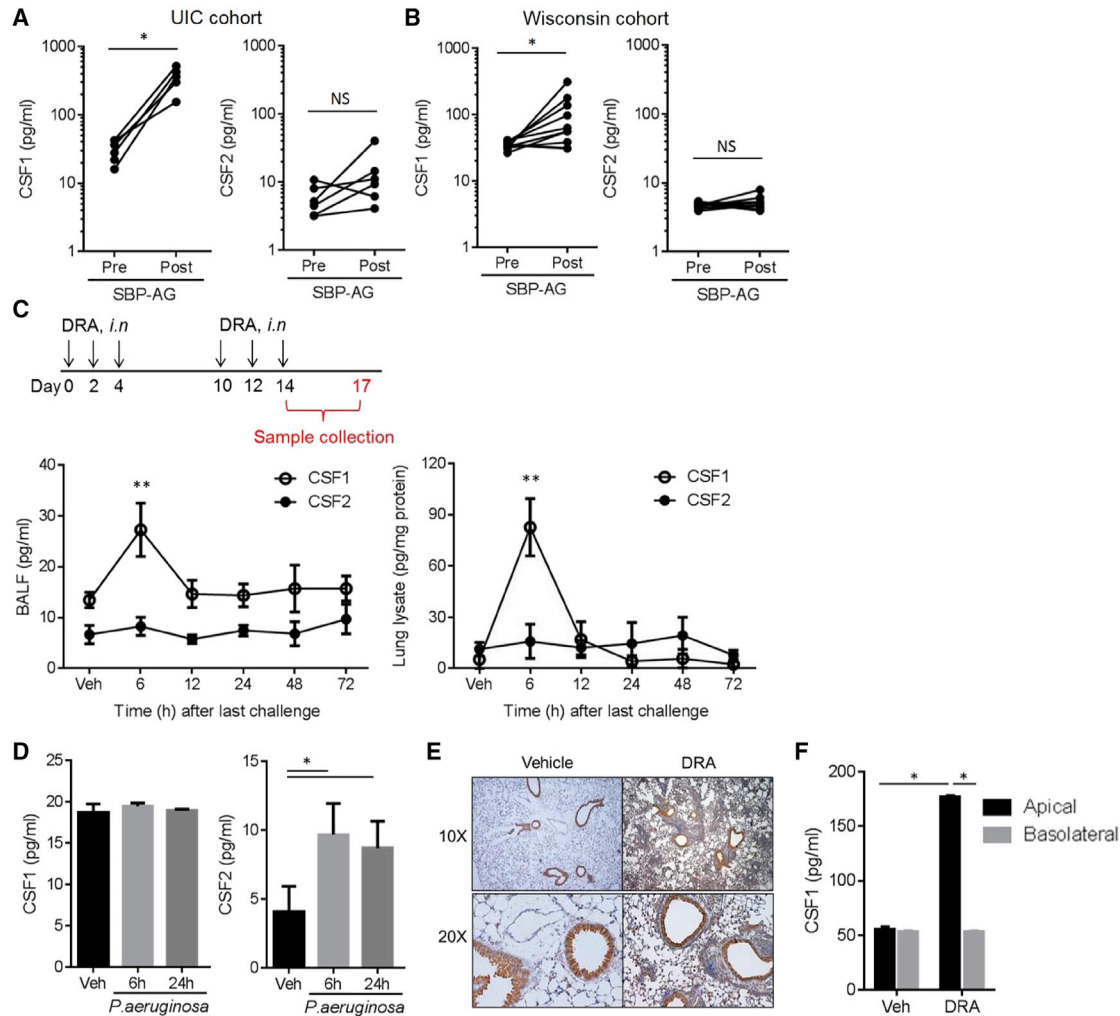 A
UIC cohort
B
Wisconsin cohort
CSF1 (pg/ml)
1000
100
10
1
*
Pre
Post
SBP-AG
CSF2 (pg/ml)
1000
100
10
1
NS
Pre
Post
SBP-AG
CSF1 (pg/ml)
1000
100
10
1
*
Pre
Post
SBP-AG
CSF2 (pg/ml)
1000
100
10
1
NS
Pre
Post
SBP-AG
C
DRA, i.n
DRA, i.n
Day 0 2 4 10 12 14 17
Sample collection
BALF (pg/ml)
40
30
20
10
0
**
CSF1
CSF2
Veh 6 12 24 48 72
Time (h) after last challenge
Lung lysate (pg/mg protein)
120
90
60
30
0
**
CSF1
CSF2
Veh 6 12 24 48 72
Time (h) after last challenge
D
CSF1 (pg/ml)
25
20
15
10
5
0
Veh 6h 24h
P.aeruginosa
CSF2 (pg/ml)
15
10
5
0
*
Veh 6h 24h
P.aeruginosa
E
Vehicle
DRA
10X
20X
F
CSF1 (pg/ml)
200
150
100
50
0
* *
Apical
Basolateral
Veh DRA